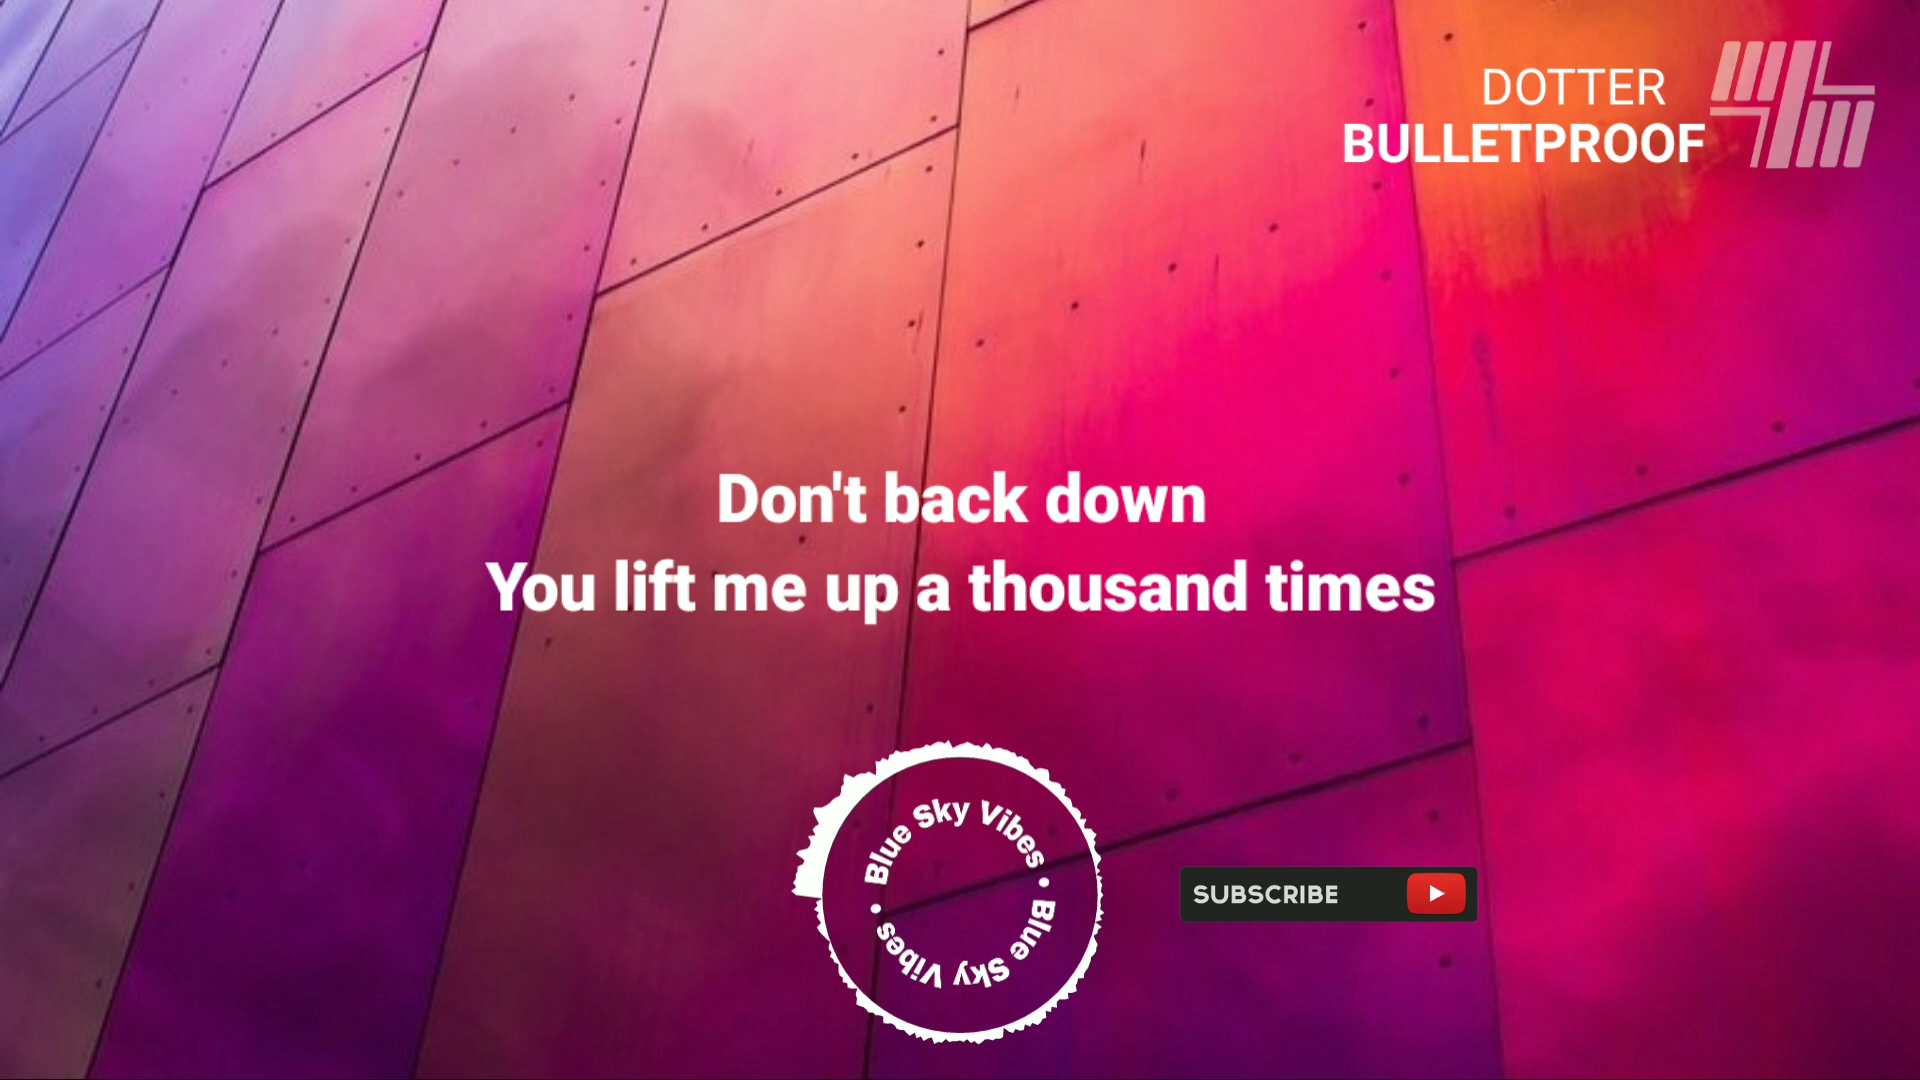 DOTTER
BULLETPROOF
Don't back down
You lift me up a thousand times
Blue Sky Vibes • Blue Sky Vibes •
SUBSCRIBE